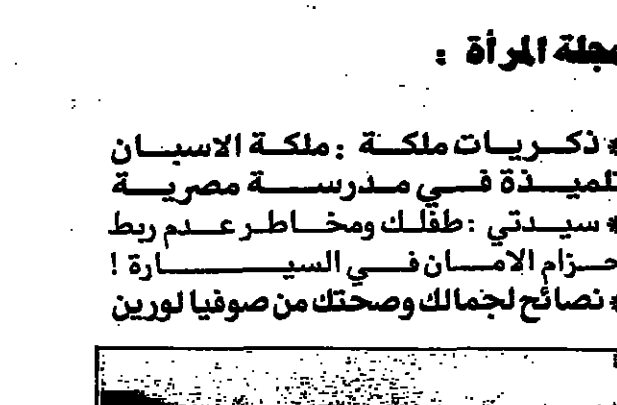 مجلة المرأة :
* ذكريات ملكة : ملكة الاسبان
تلميذة في مدرسة مصرية
* سيدتي : طفلك ومخاطر عدم ربط
حزام الامان في السيارة !
* نصائح لجمالك وصحتك من صوفيا لورين